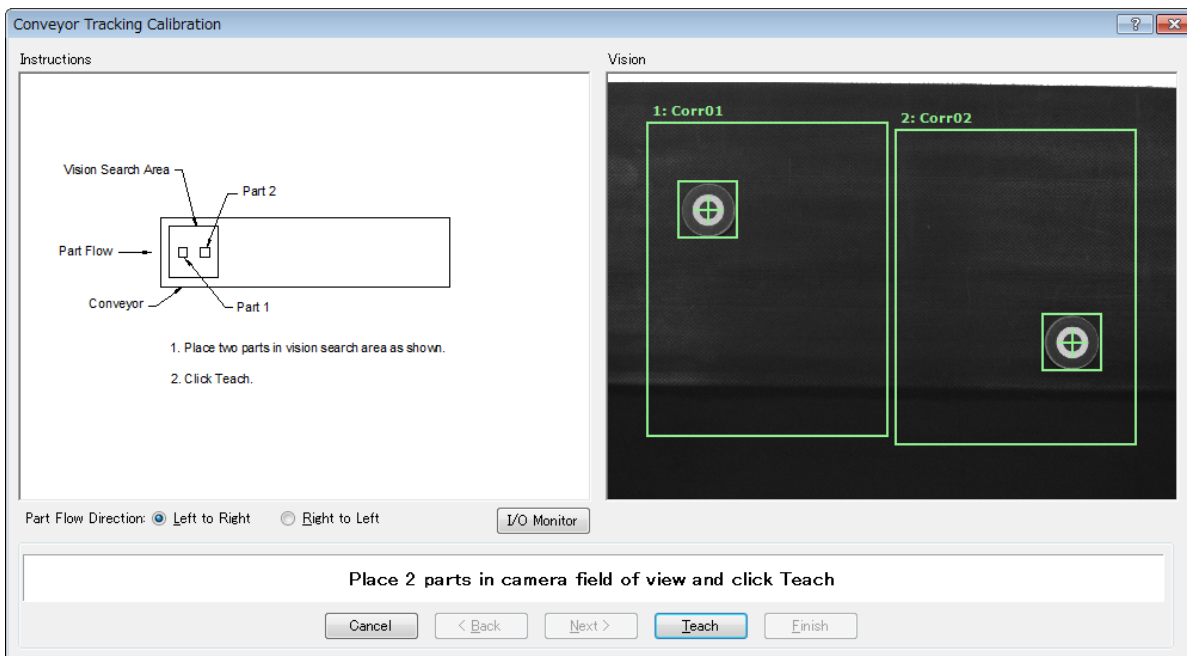 Conveyor Tracking Calibration
Instructions
Vision
1: Corr01
2: Corr02
Vision Search Area
Part 2
Part Flow
Conveyor
Part 1
1. Place two parts in vision search area as shown.
2. Click Teach.
Part Flow Direction: Left to Right Right to Left
I/O Monitor
Place 2 parts in camera field of view and click Teach
Cancel < Back Next > Teach Finish